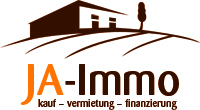 JA-Immo
kauf – vermietung – finanzierung